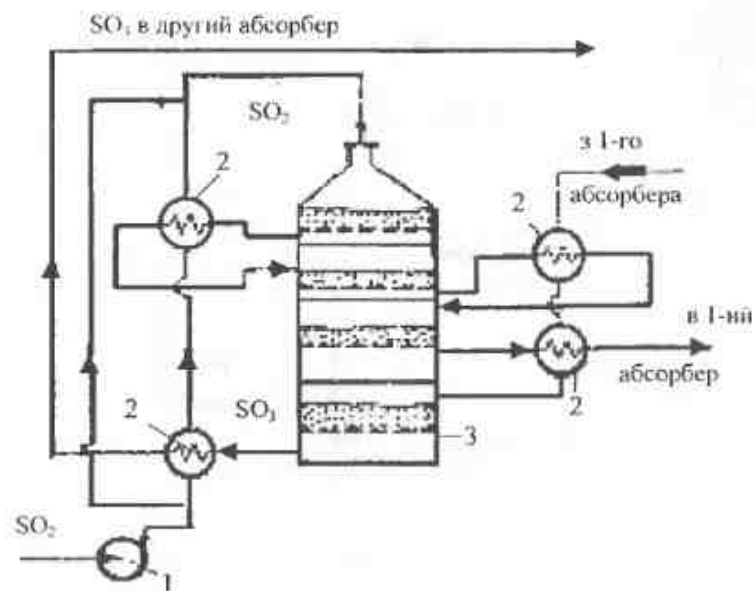 SO₃ в другий абсорбер
SO₂
2
з 1-го
абсорбера
2
в 1-ий
абсорбер
2
2
SO₃
3
SO₂
1